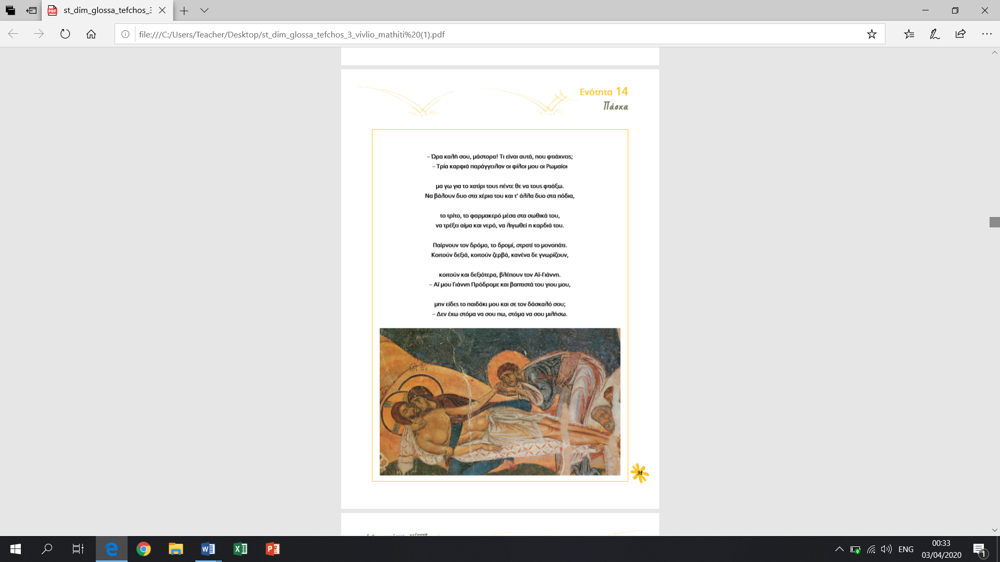 st_dim_glossa_tefchos_3
file:///C:/Users/Teacher/Desktop/st_dim_glossa_tefchos_3_vivlio_mathiti%20(1).pdf
Ενότητα 14
Πάσχα
– Ώρα καλή σου, μάστορα! Τι είναι αυτά, που φτιάχνεις;
– Τρία καρφιά παράγγειλαν οι φίλοι μου οι Ρωμαίοι
μα γω για το χατίρι τους πέντε θε να τους φτιάξω.
Να βάλουν δυο στα χέρια του και τ’ άλλα δυο στα πόδια,
το τρίτο, το φαρμακερό μέσα στα σωθικά του,
να τρέξει αίμα και νερό, να λιγωθεί η καρδιά του.
Παίρνουν τον δρόμο, το δρομί, στρατί το μονοπάτι.
Κοιτούν δεξιά, κοιτούν ζερβά, κανένα δε γνωρίζουν,
κοιτούν και δεξιότερα, βλέπουν τον Αϊ-Γιάννη.
– Αϊ μου Γιάννη Πρόδρομε και βαπτιστά του γιου μου,
μην είδες το παιδάκι μου και σε τον δάσκαλό σου;
– Δεν έχω στόμα να σου πω, στόμα να σου μιλήσω.
31
ENG
00:33
03/04/2020
1